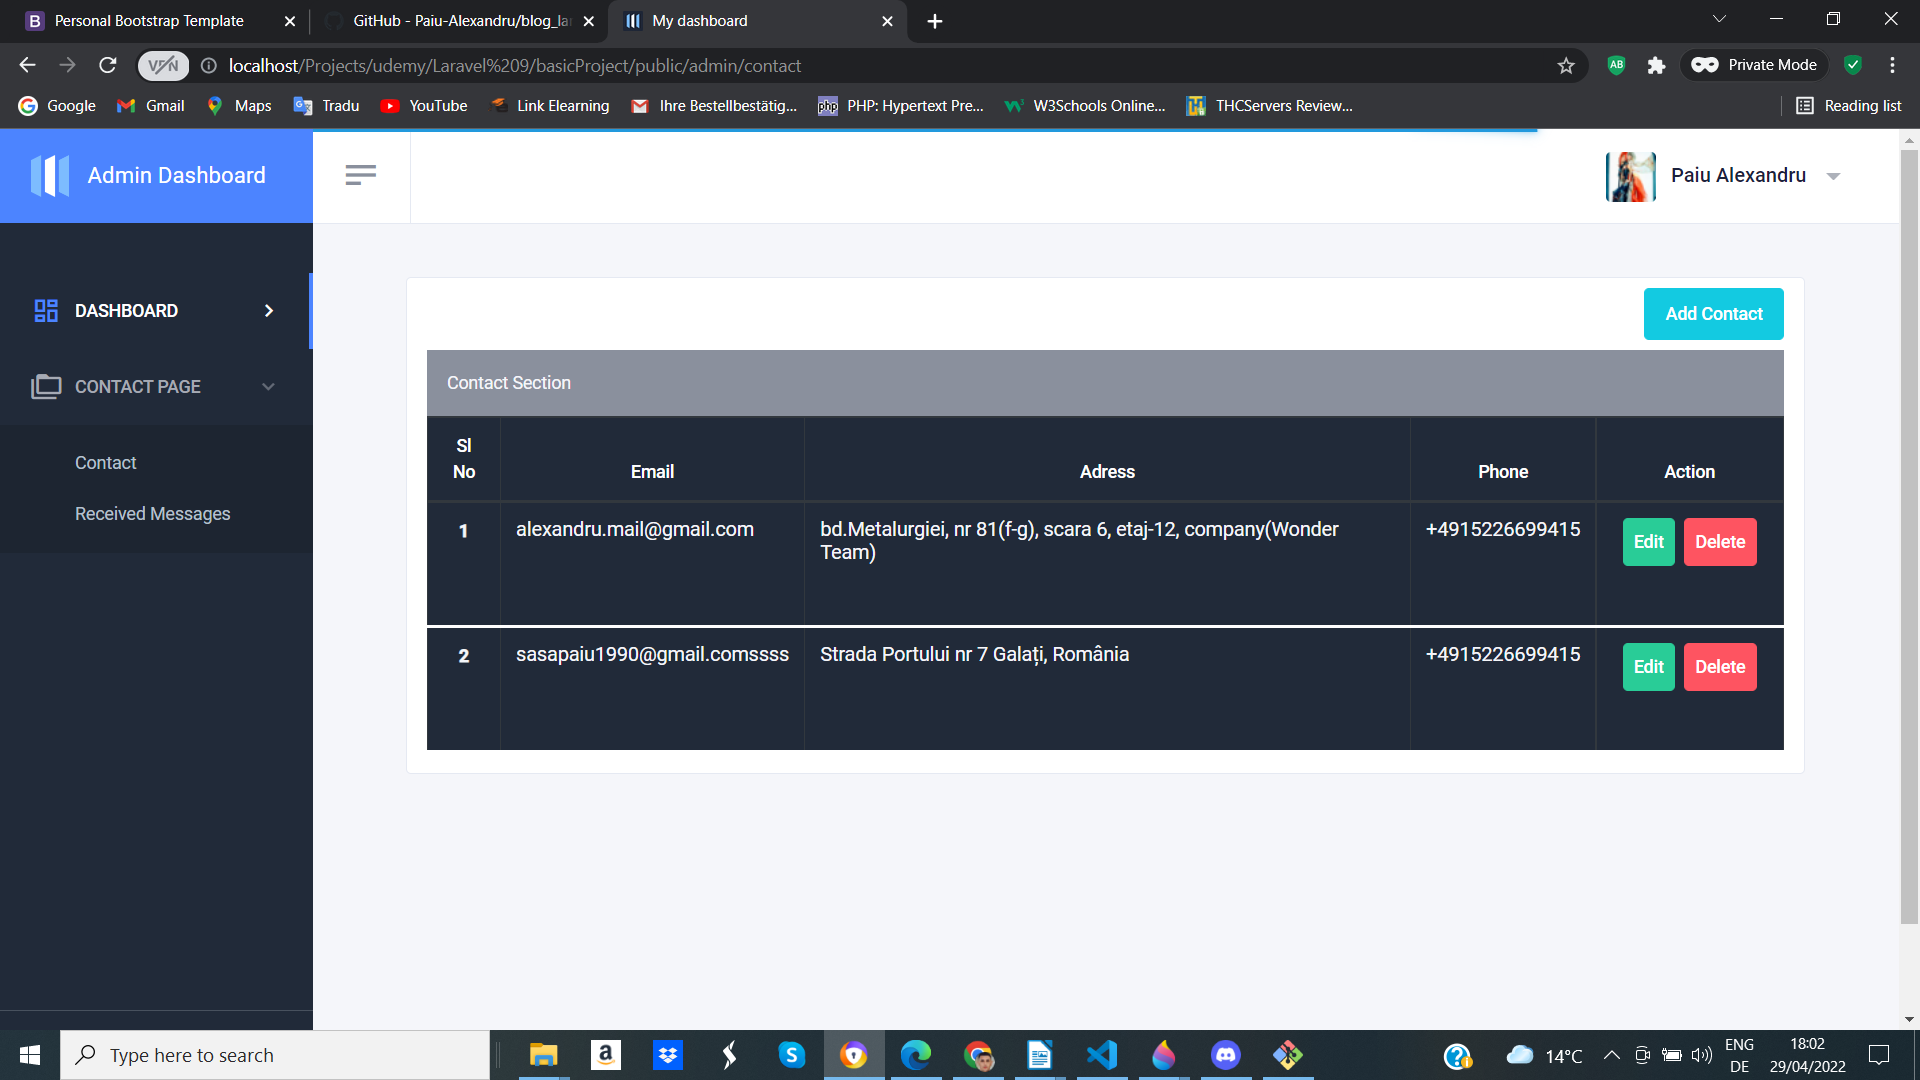 Personal Bootstrap Template
GitHub - Paiu-Alexandru/blog_la
My dashboard
VPN
localhost/Projects/udemy/Laravel%209/basicProject/public/admin/contact
Private Mode
Google
Gmail
Maps
Tradu
YouTube
Link Elearning
Ihre Bestellbestätig...
PHP: Hypertext Pre...
W3Schools Online...
THCServers Review...
Reading list
Admin Dashboard
Paiu Alexandru
DASHBOARD
CONTACT PAGE
Contact
Received Messages
Add Contact
Contact Section
Sl No Email Adress Phone Action
1 alexandru.mail@gmail.com bd.Metalurgiei, nr 81(f-g), scara 6, etaj-12, company(Wonder Team) +4915226699415 Edit Delete
2 sasapaiu1990@gmail.comssss Strada Portului nr 7 Galați, România +4915226699415 Edit Delete
Type here to search
14°C
ENG
DE
18:02
29/04/2022